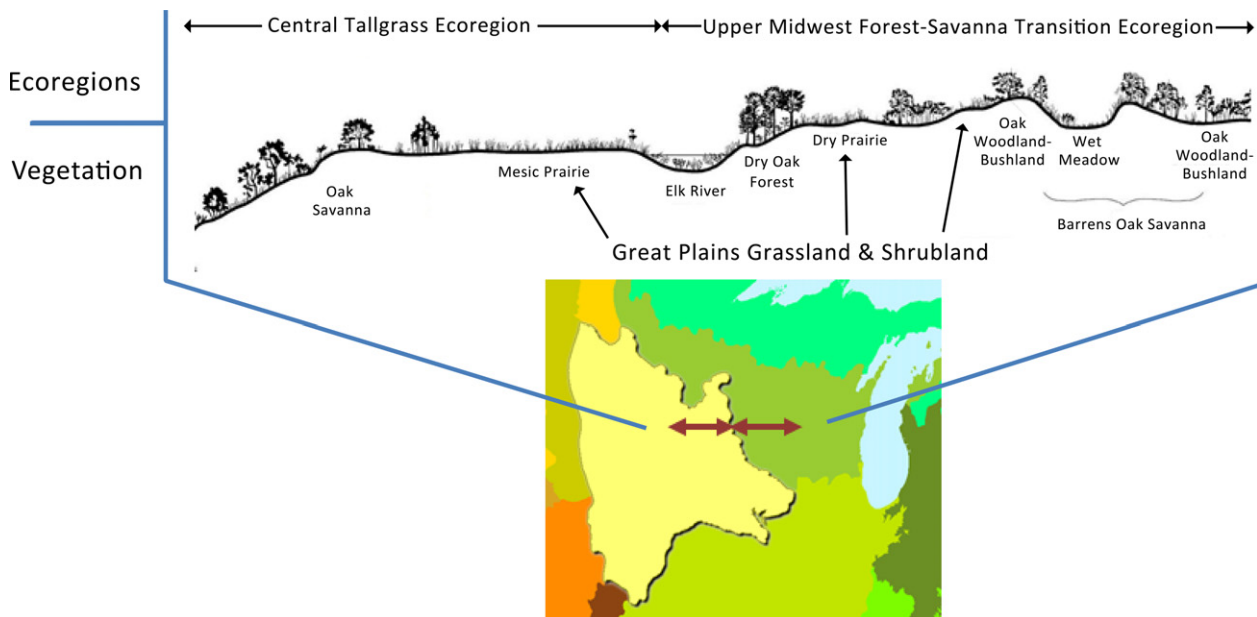 Central Tallgrass Ecoregion
Upper Midwest Forest-Savanna Transition Ecoregion
Ecoregions
Vegetation
Oak
Savanna
Mesic Prairie
Elk River
Dry Oak
Forest
Dry Prairie
Oak
Woodland-
Bushland
Wet
Meadow
Oak
Woodland-
Bushland
Barrens Oak Savanna
Great Plains Grassland & Shrubland